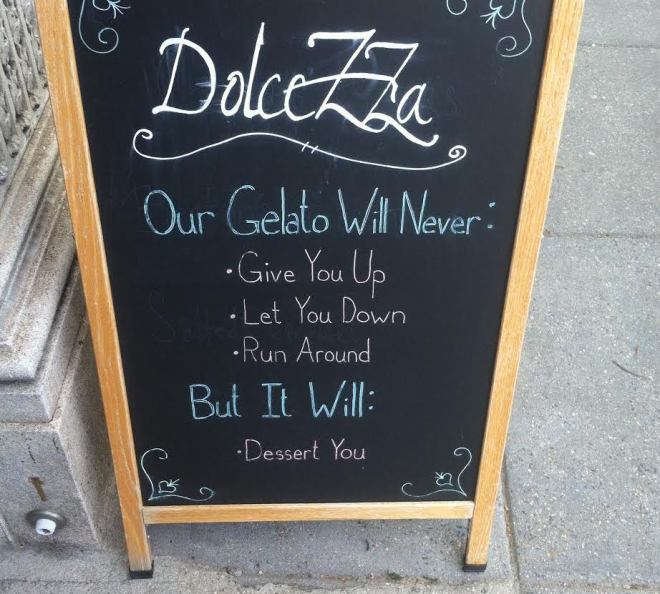 DolceZZa
Our Gelato Will Never:
·Give You Up
·Let You Down
·Run Around
But It Will:
·Dessert You